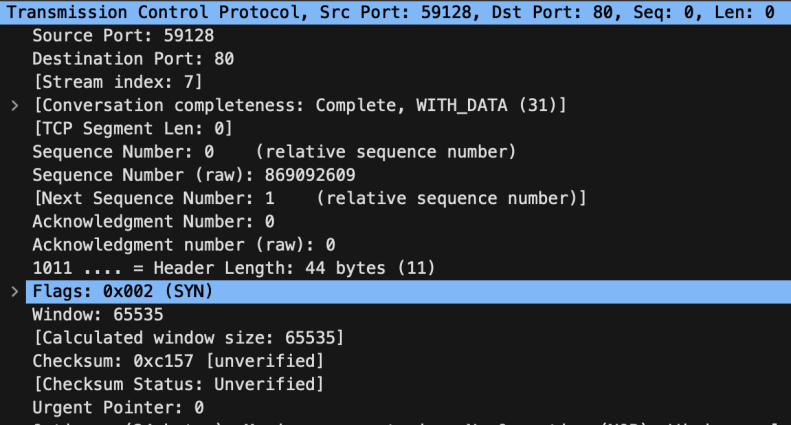 Transmission Control Protocol, Src Port: 59128, Dst Port: 80, Seq: 0, Len: 0
Source Port: 59128
Destination Port: 80
[Stream index: 7]
[Conversation completeness: Complete, WITH_DATA (31)]
[TCP Segment Len: 0]
Sequence Number: 0    (relative sequence number)
Sequence Number (raw): 869092609
[Next Sequence Number: 1    (relative sequence number)]
Acknowledgment Number: 0
Acknowledgment number (raw): 0
1011 .... = Header Length: 44 bytes (11)
Flags: 0x002 (SYN)
Window: 65535
[Calculated window size: 65535]
Checksum: 0xc157 [unverified]
[Checksum Status: Unverified]
Urgent Pointer: 0